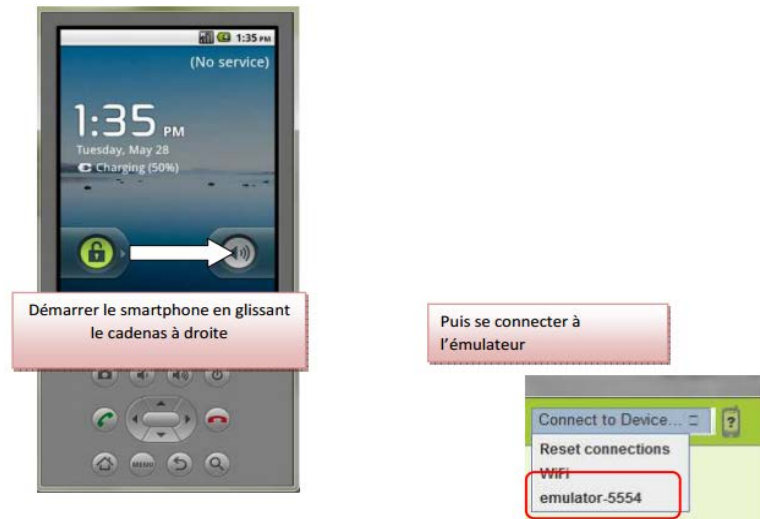 1:35 PM
(No service)
1:35 PM
Tuesday, May 28
Charging (50%)
Démarrer le smartphone en glissant
le cadenas à droite
MENU
Puis se connecter à
l'émulateur
Connect to Device...
?
Reset connections
WiFi
emulator-5554